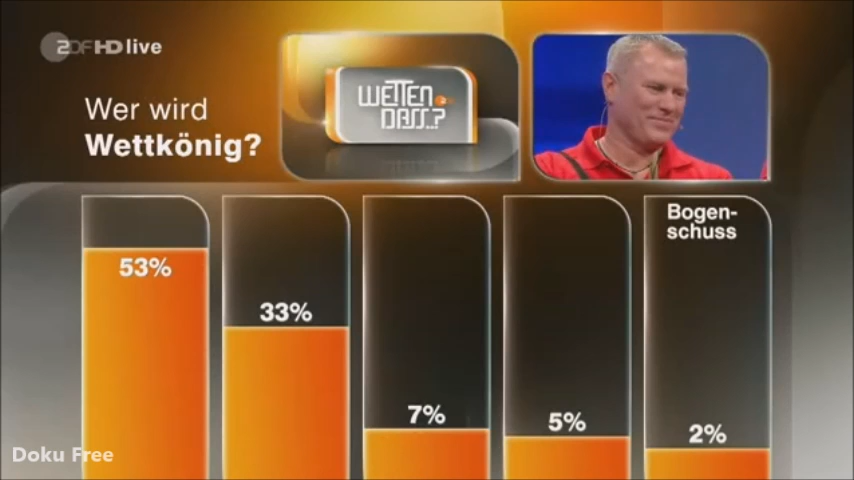 ZDF HD live
Wer wird
Wettkönig?
WETTEN
DASS..?
Bogen-
schuss
53%
33%
7%
5%
2%
Doku Free